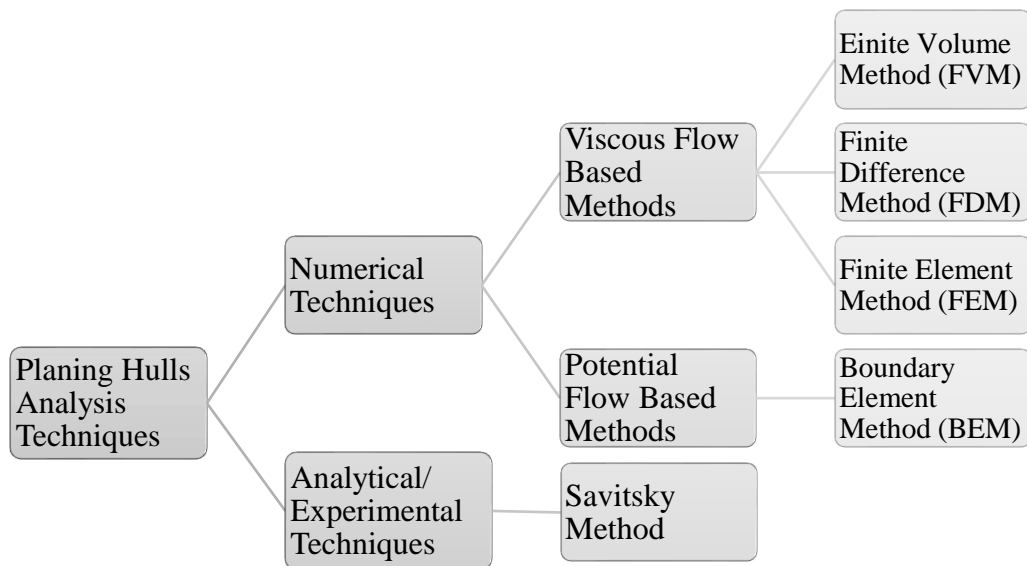 Planing Hulls
Analysis
Techniques
Numerical
Techniques
Viscous Flow
Based
Methods
Einite Volume
Method (FVM)
Finite
Difference
Method (FDM)
Finite Element
Method (FEM)
Potential
Flow Based
Methods
Boundary
Element
Method (BEM)
Analytical/
Experimental
Techniques
Savitsky
Method